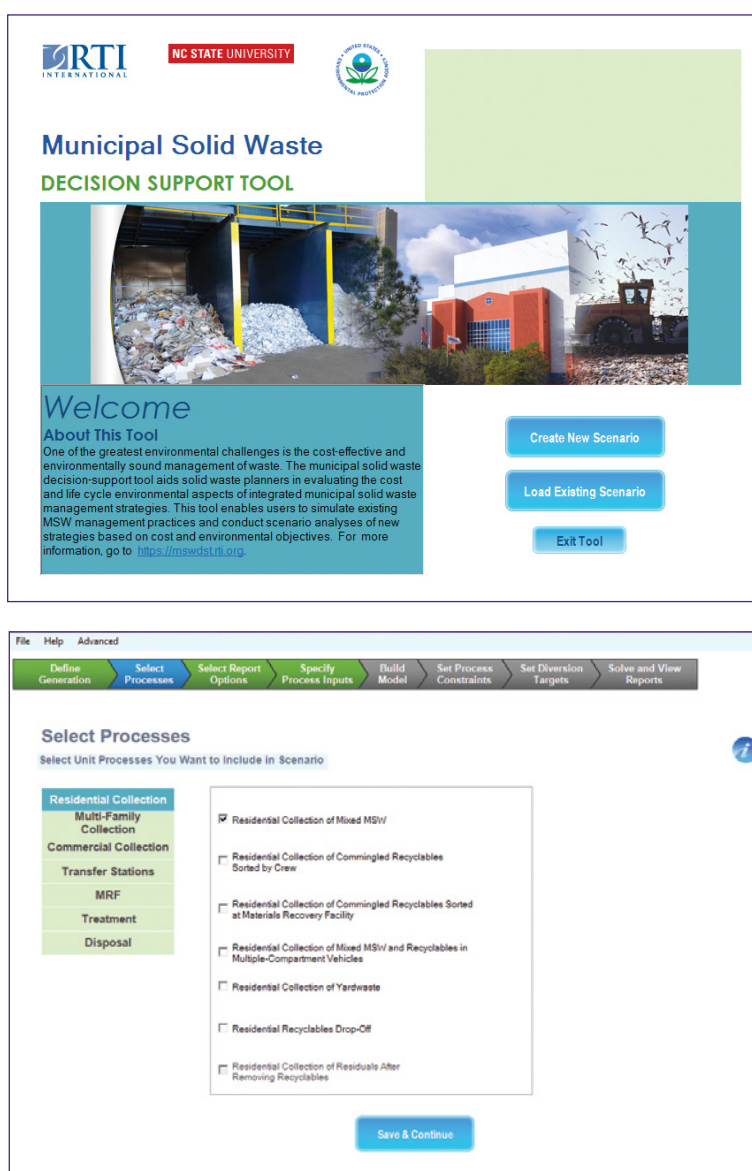 RTI
INTERNATIONAL
NC STATE UNIVERSITY
UNITED STATES
ENVIRONMENTAL PROTECTION AGENCY
Municipal Solid Waste
DECISION SUPPORT TOOL
Welcome
About This Tool
One of the greatest environmental challenges is the cost-effective and
environmentally sound management of waste. The municipal solid waste
decision-support tool aids solid waste planners in evaluating the cost
and life cycle environmental aspects of integrated municipal solid waste
management strategies. This tool enables users to simulate existing
MSW management practices and conduct scenario analyses of new
strategies based on cost and environmental objectives. For more
information, go to https://mswdst.rti.org.
Create New Scenario
Load Existing Scenario
Exit Tool
File Help Advanced
Define Generation
Select Processes
Select Report Options
Specify Process Inputs
Build Model
Set Process Constraints
Set Diversion Targets
Solve and View Reports
Select Processes
Select Unit Processes You Want to Include in Scenario
i
Residential Collection
Multi-Family
Collection
Commercial Collection
Transfer Stations
MRF
Treatment
Disposal
Residential Collection of Mixed MSW
Residential Collection of Commingled Recyclables
Sorted by Crew
Residential Collection of Commingled Recyclables Sorted
at Materials Recovery Facility
Residential Collection of Mixed MSW and Recyclables in
Multiple-Compartment Vehicles
Residential Collection of Yardwaste
Residential Recyclables Drop-Off
Residential Collection of Residuals After
Removing Recyclables
Save & Continue